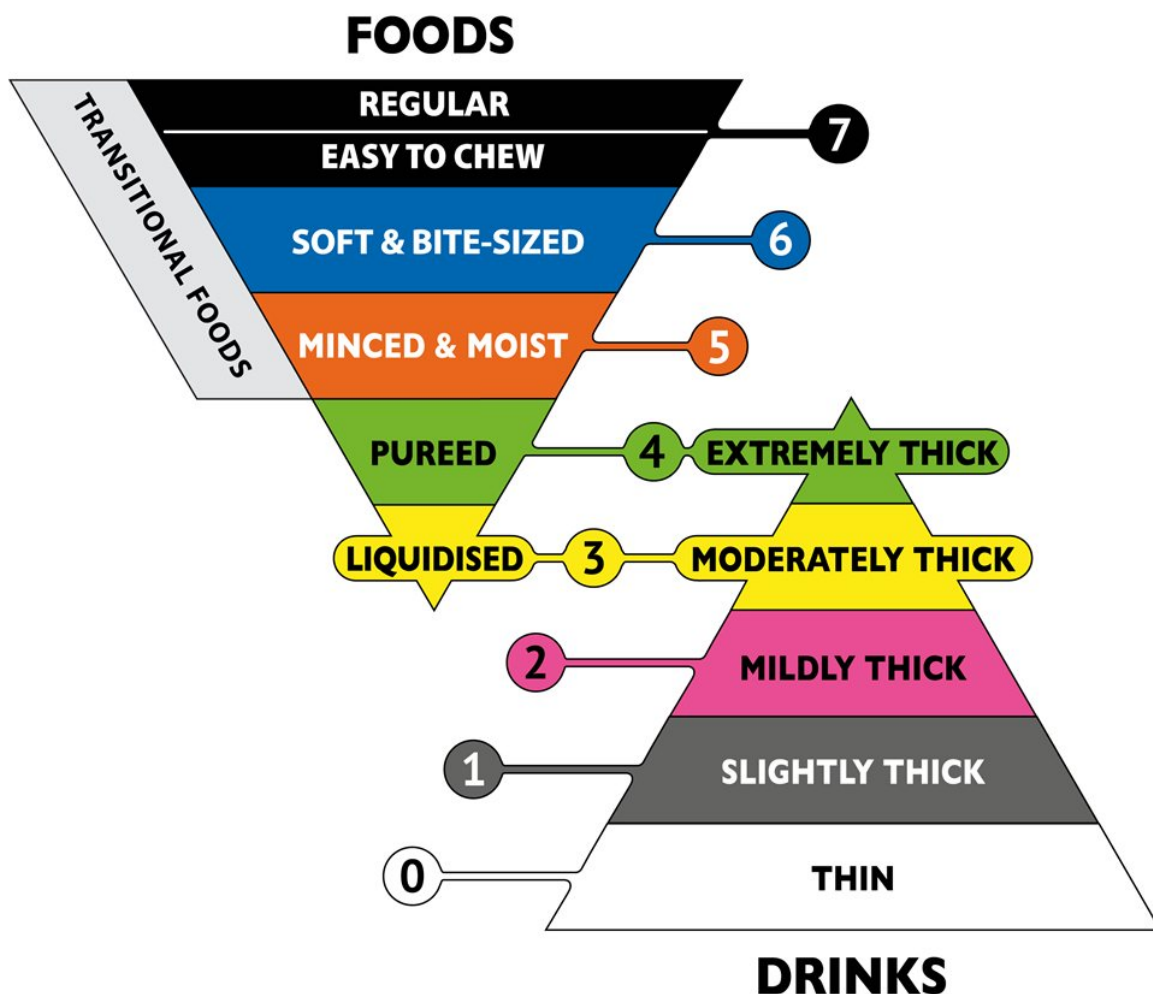 FOODS
REGULAR
EASY TO CHEW
7
TRANSITIONAL FOODS
SOFT & BITE-SIZED
6
MINCED & MOIST
5
PUREED
4
EXTREMELY THICK
LIQUIDISED
3
MODERATELY THICK
2
MILDLY THICK
1
SLIGHTLY THICK
0
THIN
DRINKS